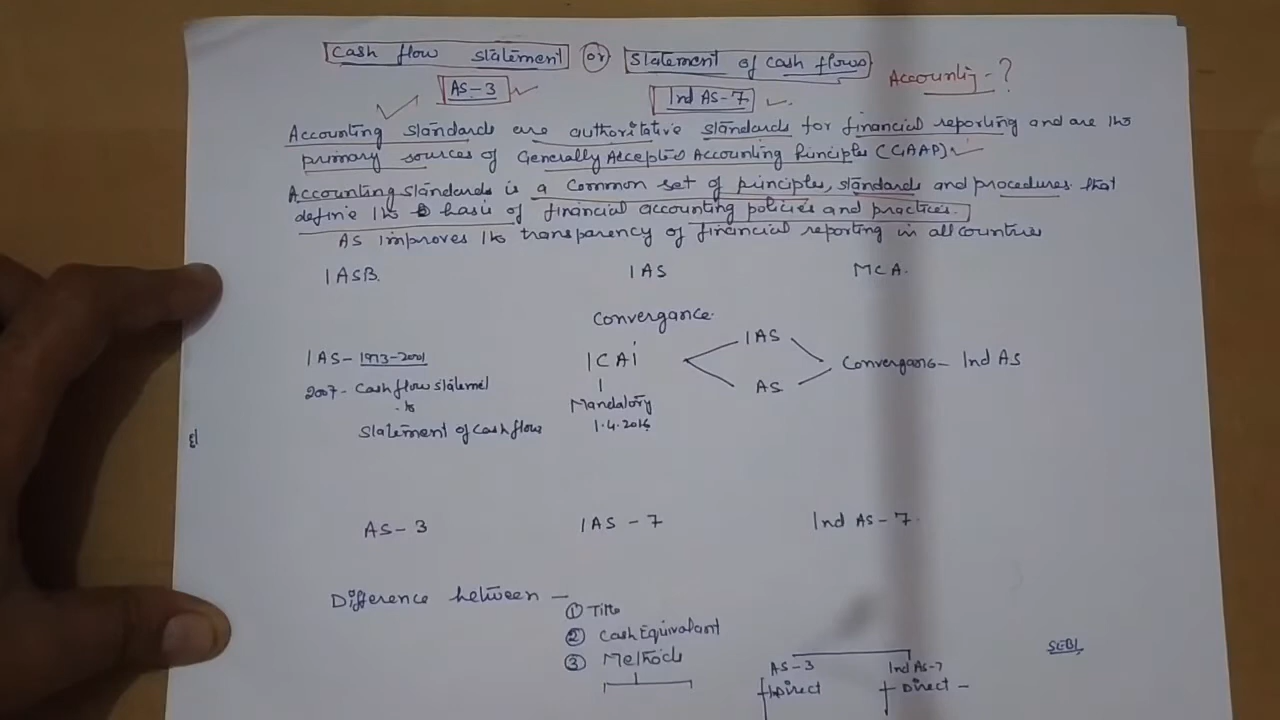 Cash flow statement or Statement of cash flows
Accounting - ?
AS-3 Ind AS-7
Accounting standards are authoritative standards for financial reporting and are the
primary sources of Generally Accepted Accounting Principles (GAAP)
Accounting standards is a common set of principles, standards and procedures that
define the basis of financial accounting policies and practices.
AS improves the transparency of financial reporting in all countries
IASB. IAS MCA.
Convergance
IAS
IAS - 1973-2001 ICAI Convergans - Ind AS
AS
2007 - Cash flow statement
to
Mandatory
Statement of cash flow 1.4.2016
AS-3 IAS-7 Ind AS-7.
Difference between -
① Title
② Cash Equivalant
③ Methods
SEBI
AS-3 Ind AS-7
Direct -